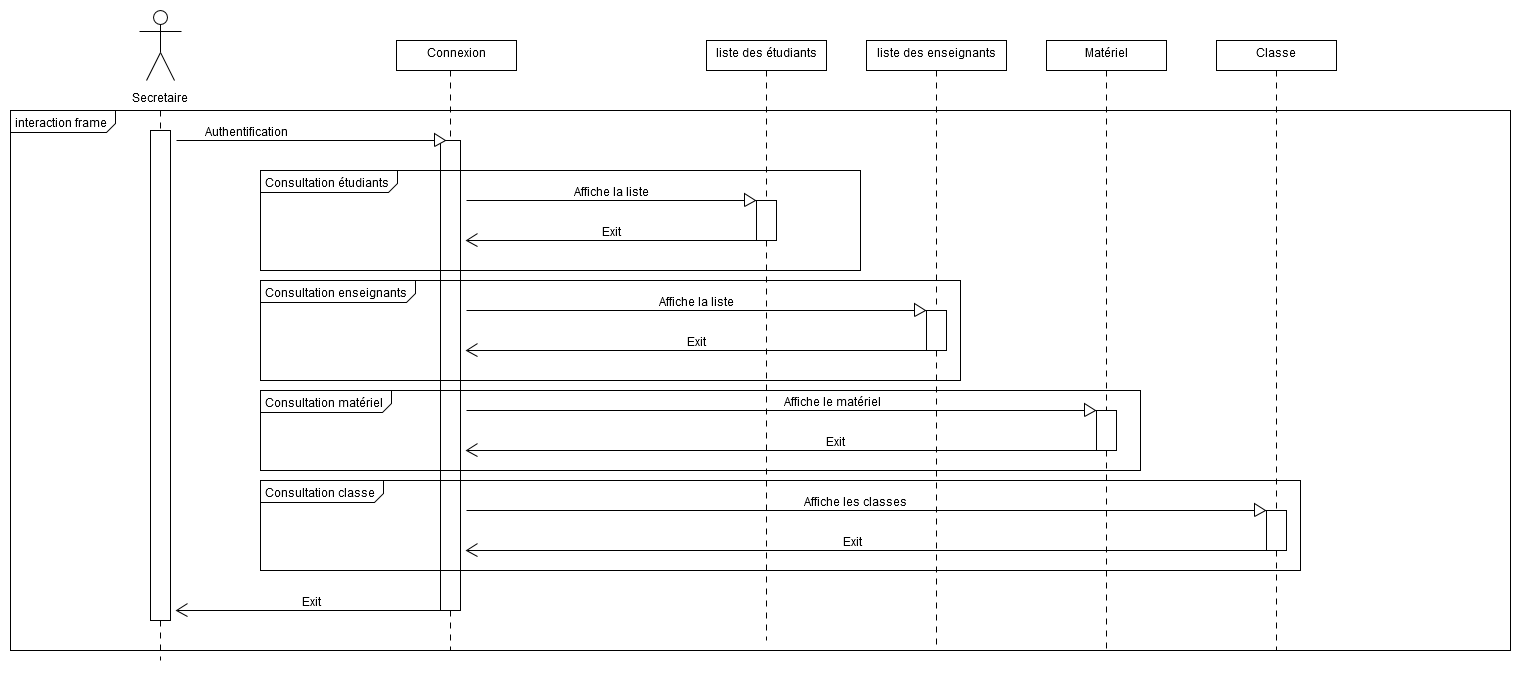 Secretaire
Connexion
liste des étudiants
liste des enseignants
Matériel
Classe
interaction frame
Authentification
Consultation étudiants
Affiche la liste
Exit
Consultation enseignants
Affiche la liste
Exit
Consultation matériel
Affiche le matériel
Exit
Consultation classe
Affiche les classes
Exit
Exit